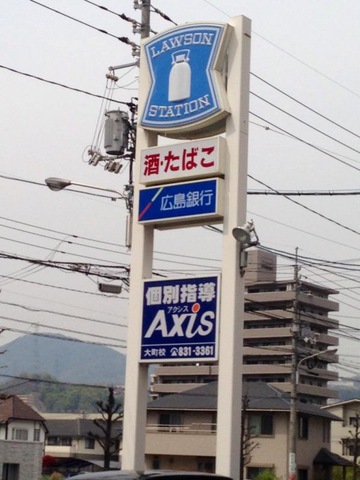 LAWSON
STATION
酒・たばこ
広島銀行
個別指導
アクシス
Axis
大町校 831-3361